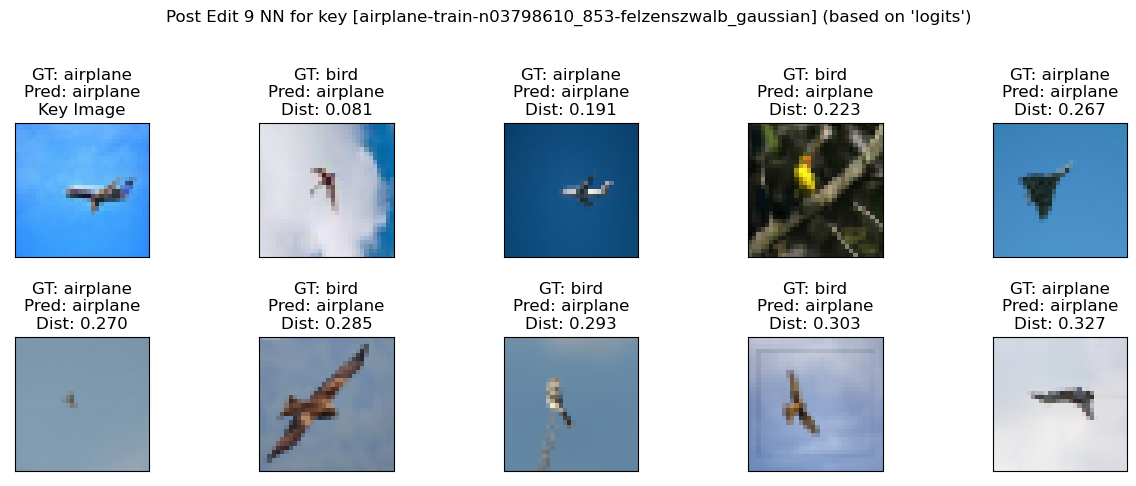 Post Edit 9 NN for key [airplane-train-n03798610_853-felzenszwalb_gaussian] (based on 'logits')
GT: airplane
Pred: airplane
Key Image
GT: bird
Pred: airplane
Dist: 0.081
GT: airplane
Pred: airplane
Dist: 0.191
GT: bird
Pred: airplane
Dist: 0.223
GT: airplane
Pred: airplane
Dist: 0.267
GT: airplane
Pred: airplane
Dist: 0.270
GT: bird
Pred: airplane
Dist: 0.285
GT: bird
Pred: airplane
Dist: 0.293
GT: bird
Pred: airplane
Dist: 0.303
GT: airplane
Pred: airplane
Dist: 0.327